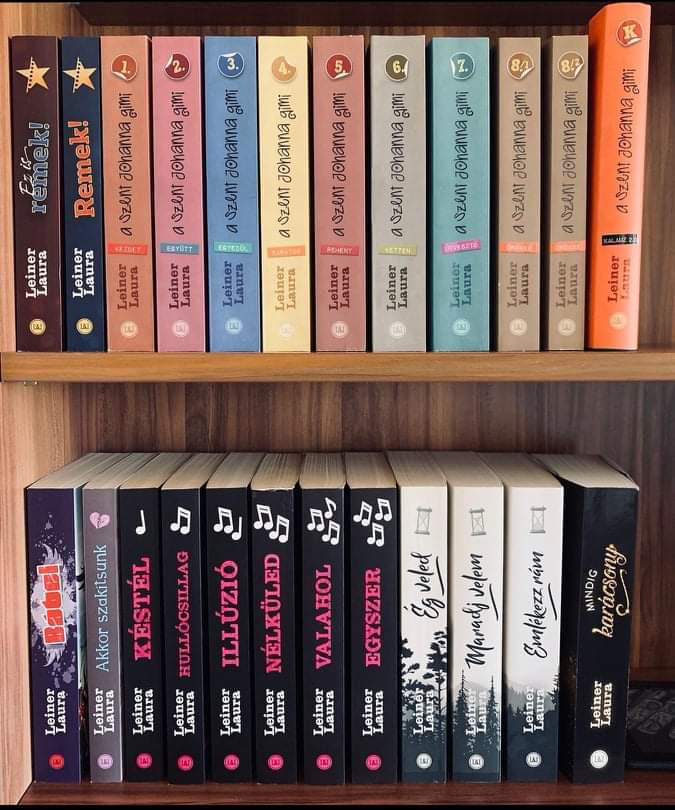 Ez is
remek!
Leiner
Laura
Remek!
Leiner
Laura
1.
a Szent Johanna gimi
KEZDET
Leiner
Laura
2.
a Szent Johanna gimi
EGYÜTT
Leiner
Laura
3.
a Szent Johanna gimi
EGYEDÜL
Leiner
Laura
4.
a Szent Johanna gimi
BARÁTOK
Leiner
Laura
5.
a Szent Johanna gimi
REMÉNY
Leiner
Laura
6.
a Szent Johanna gimi
KETTEN
Leiner
Laura
7.
a Szent Johanna gimi
ÚTVESZTŐ
Leiner
Laura
8/1
a Szent Johanna gimi
ÖRÖKKÉ
Leiner
Laura
8/2
a Szent Johanna gimi
ÖRÖKKÉ
Leiner
Laura
K
a Szent Johanna gimi
KALAUZ 2.0
Leiner
Laura
Bábel
Leiner
Laura
Akkor szakítsunk
Leiner
Laura
KÉSTÉL
Leiner
Laura
HULLÓCSILLAG
Leiner
Laura
ILLÚZIÓ
Leiner
Laura
NÉLKÜLED
Leiner
Laura
VALAHOL
Leiner
Laura
EGYSZER
Leiner
Laura
Ég veled
Leiner
Laura
Maradj velem
Leiner
Laura
Emlékezz rám
Leiner
Laura
MINDIG
karácsony
Leiner
Laura